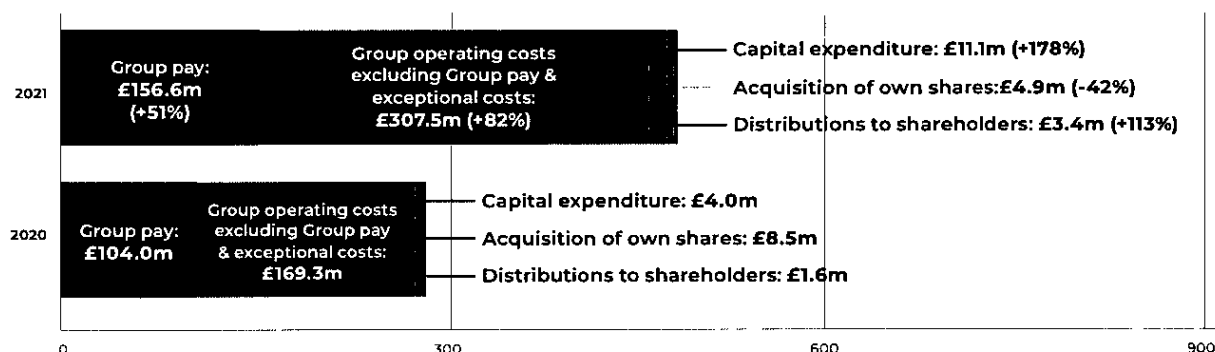 2021
Group pay:
£156.6m
(+51%)
Group operating costs
excluding Group pay &
exceptional costs:
£307.5m (+82%)
Capital expenditure: £11.1m (+178%)
Acquisition of own shares:£4.9m (-42%)
Distributions to shareholders: £3.4m (+113%)
2020
Group pay:
£104.0m
Group operating costs
excluding Group pay
& exceptional costs:
£169.3m
Capital expenditure: £4.0m
Acquisition of own shares: £8.5m
Distributions to shareholders: £1.6m
0 300 600 900